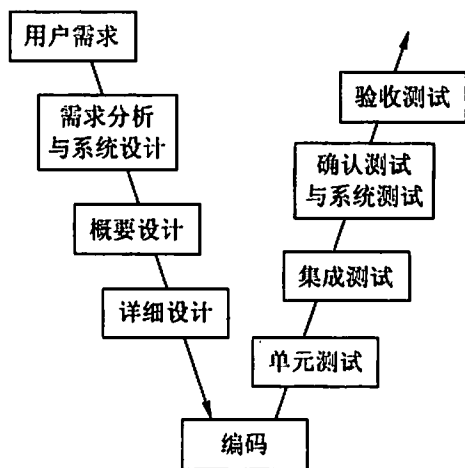 用户需求
需求分析
与系统设计
概要设计
详细设计
编码
单元测试
集成测试
确认测试
与系统测试
验收测试